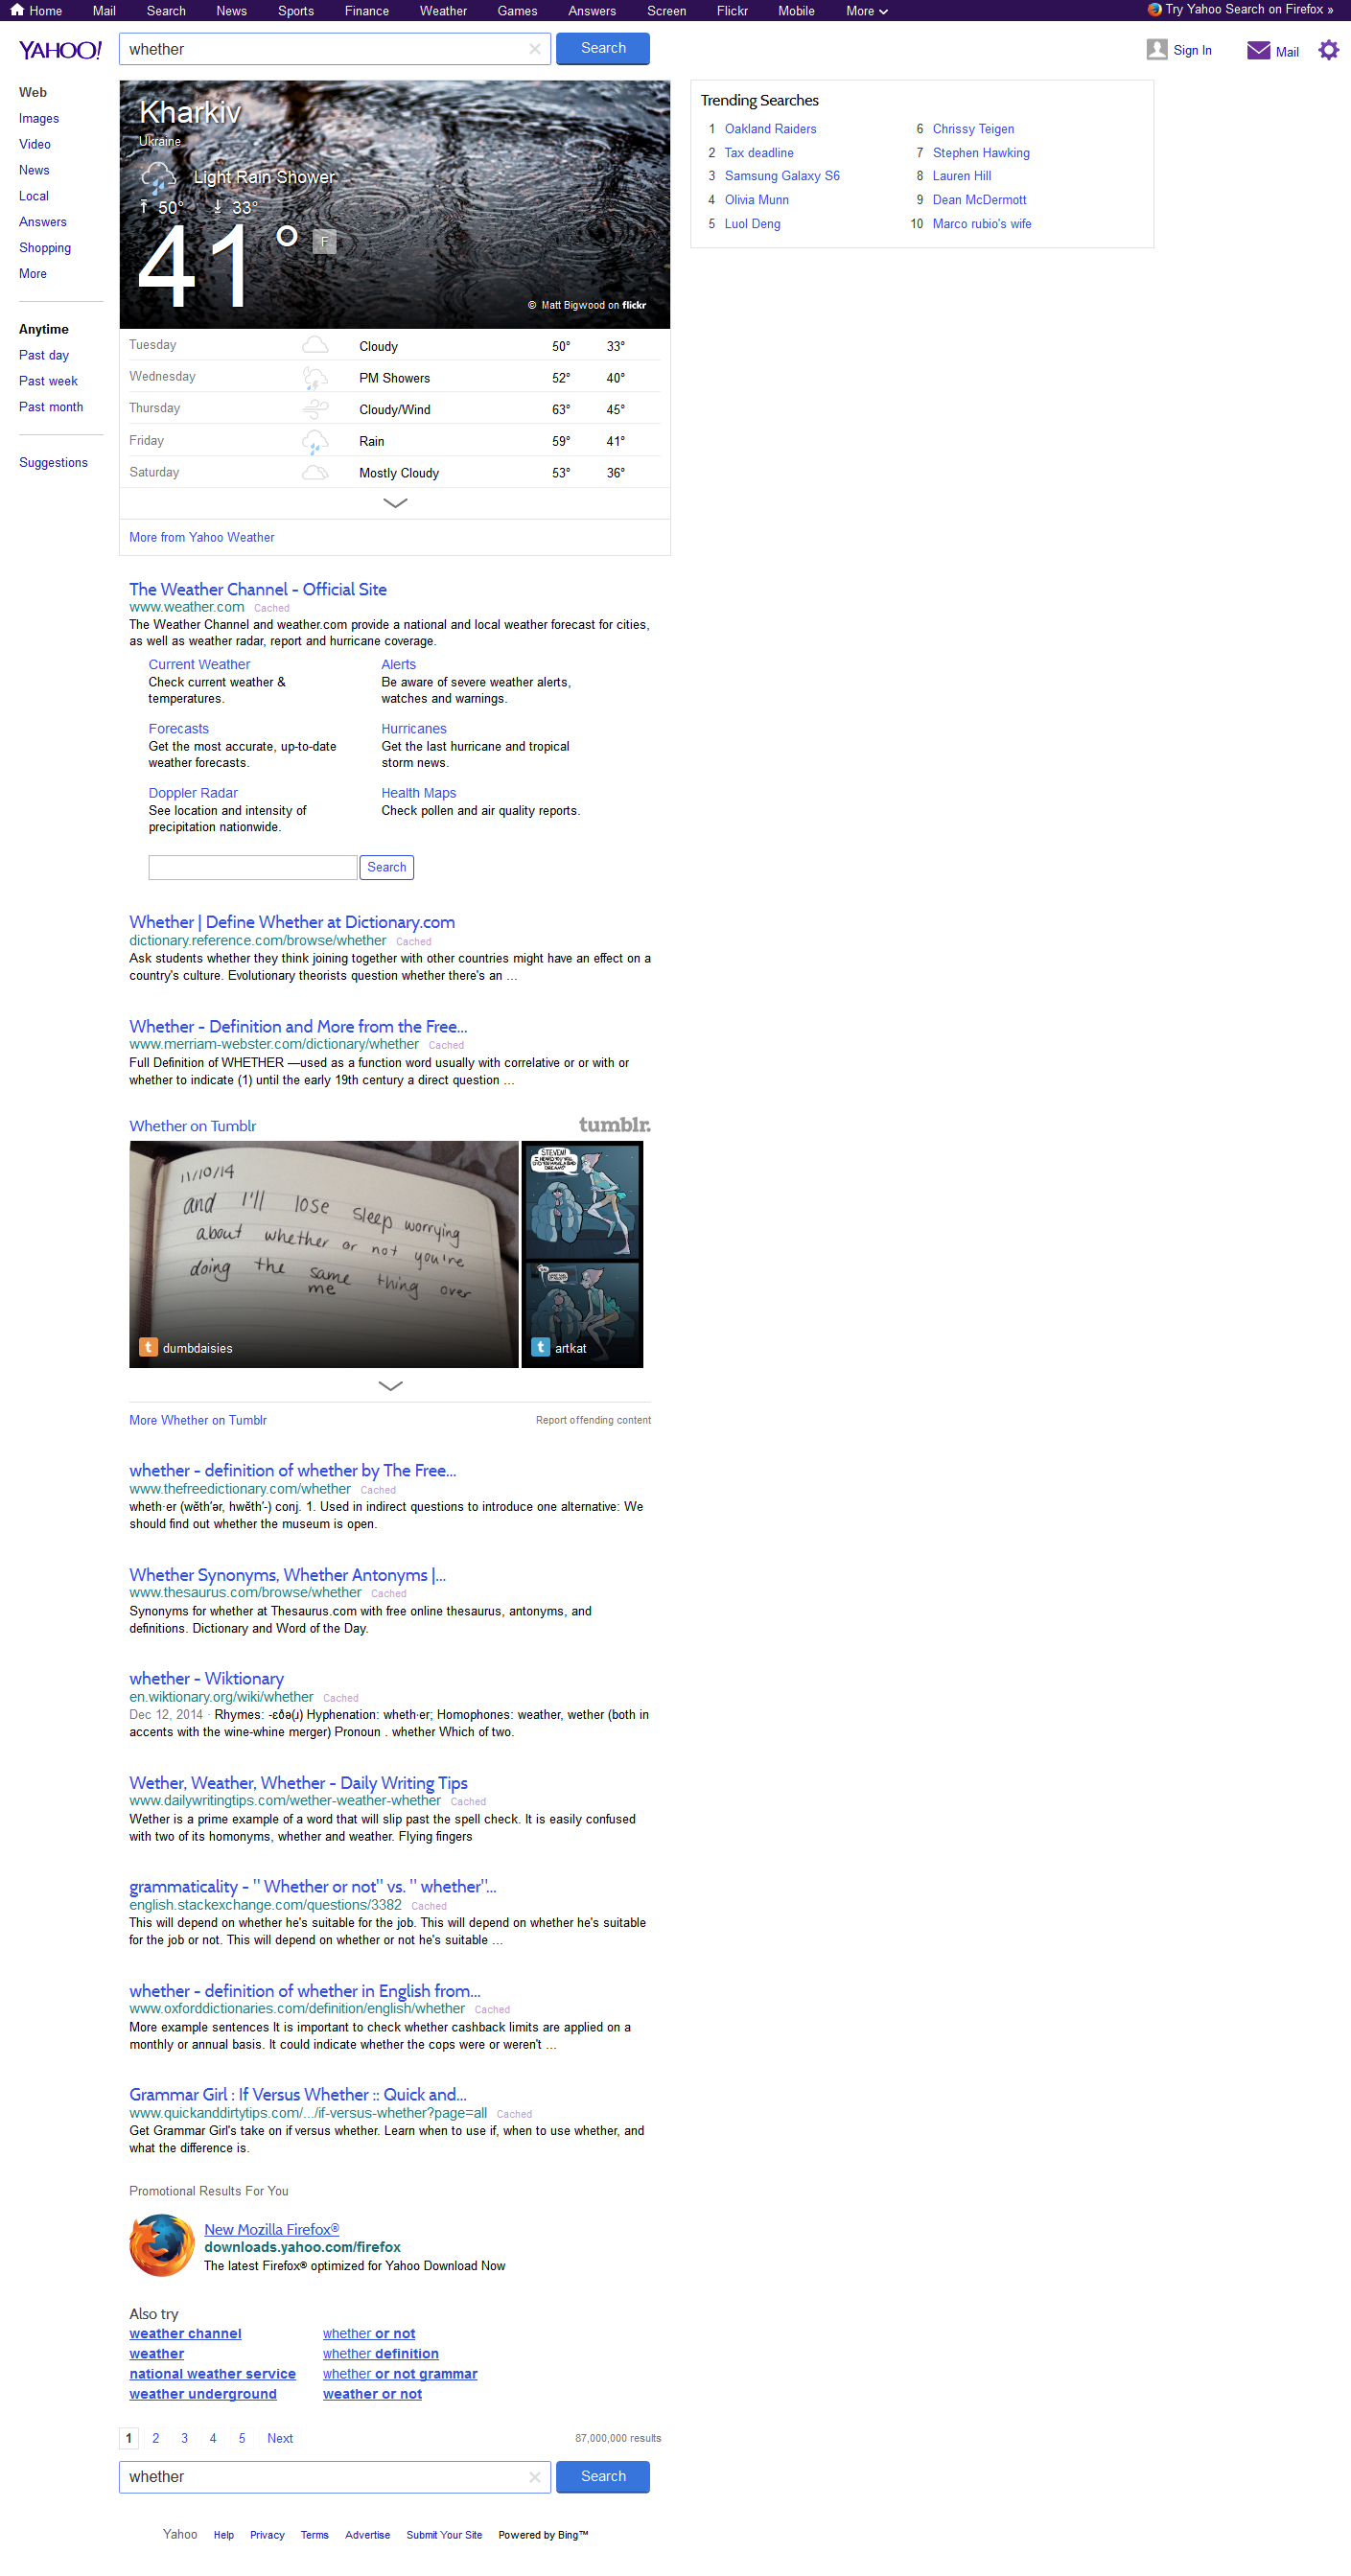 Home Mail Search News Sports Finance Weather Games Answers Screen Flickr Mobile More Try Yahoo Search on Firefox »
YAHOO! whether Search Sign In Mail
Web
Images
Video
News
Local
Answers
Shopping
More
Anytime
Past day
Past week
Past month
Suggestions
Kharkiv
Ukraine
Light Rain Shower
50° 33°
41° F
© Matt Bigwood on flickr
Tuesday Cloudy 50° 33°
Wednesday PM Showers 52° 40°
Thursday Cloudy/Wind 63° 45°
Friday Rain 59° 41°
Saturday Mostly Cloudy 53° 36°
More from Yahoo Weather
Trending Searches
1 Oakland Raiders 6 Chrissy Teigen
2 Tax deadline 7 Stephen Hawking
3 Samsung Galaxy S6 8 Lauren Hill
4 Olivia Munn 9 Dean McDermott
5 Luol Deng 10 Marco rubio's wife
The Weather Channel - Official Site
www.weather.com Cached
The Weather Channel and weather.com provide a national and local weather forecast for cities,
as well as weather radar, report and hurricane coverage.
Current Weather
Check current weather &
temperatures.
Alerts
Be aware of severe weather alerts,
watches and warnings.
Forecasts
Get the most accurate, up-to-date
weather forecasts.
Hurricanes
Get the last hurricane and tropical
storm news.
Doppler Radar
See location and intensity of
precipitation nationwide.
Health Maps
Check pollen and air quality reports.
Search
Whether | Define Whether at Dictionary.com
dictionary.reference.com/browse/whether Cached
Ask students whether they think joining together with other countries might have an effect on a
country's culture. Evolutionary theorists question whether there's an ...
Whether - Definition and More from the Free...
www.merriam-webster.com/dictionary/whether Cached
Full Definition of WHETHER —used as a function word usually with correlative or or with or
whether to indicate (1) until the early 19th century a direct question ...
Whether on Tumblr tumblr.
11/10/14
and I'll lose sleep worrying
about whether or not you're
doing the same thing over
me
dumbdaisies
STEVEN!
I HEARD YOU
artkat
More Whether on Tumblr Report offending content
whether - definition of whether by The Free...
www.thefreedictionary.com/whether Cached
wheth·er (wĕth′ər, hwĕth′-) conj. 1. Used in indirect questions to introduce one alternative: We
should find out whether the museum is open.
Whether Synonyms, Whether Antonyms |...
www.thesaurus.com/browse/whether Cached
Synonyms for whether at Thesaurus.com with free online thesaurus, antonyms, and
definitions. Dictionary and Word of the Day.
whether - Wiktionary
en.wiktionary.org/wiki/whether Cached
Dec 12, 2014 · Rhymes: -ɛðə(ɹ) Hyphenation: wheth·er; Homophones: weather, wether (both in
accents with the wine-whine merger) Pronoun . whether Which of two.
Wether, Weather, Whether - Daily Writing Tips
www.dailywritingtips.com/wether-weather-whether Cached
Wether is a prime example of a word that will slip past the spell check. It is easily confused
with two of its homonyms, whether and weather. Flying fingers
grammaticality - " Whether or not" vs. " whether"...
english.stackexchange.com/questions/3382 Cached
This will depend on whether he's suitable for the job. This will depend on whether he's suitable
for the job or not. This will depend on whether or not he's suitable ...
whether - definition of whether in English from...
www.oxforddictionaries.com/definition/english/whether Cached
More example sentences It is important to check whether cashback limits are applied on a
monthly or annual basis. It could indicate whether the cops were or weren't ...
Grammar Girl : If Versus Whether :: Quick and...
www.quickanddirtytips.com/.../if-versus-whether?page=all Cached
Get Grammar Girl's take on if versus whether. Learn when to use if, when to use whether, and
what the difference is.
Promotional Results For You
New Mozilla Firefox®
downloads.yahoo.com/firefox
The latest Firefox® optimized for Yahoo Download Now
Also try
weather channel whether or not
weather whether definition
national weather service whether or not grammar
weather underground weather or not
1 2 3 4 5 Next 87,000,000 results
whether Search
Yahoo Help Privacy Terms Advertise Submit Your Site Powered by Bing™